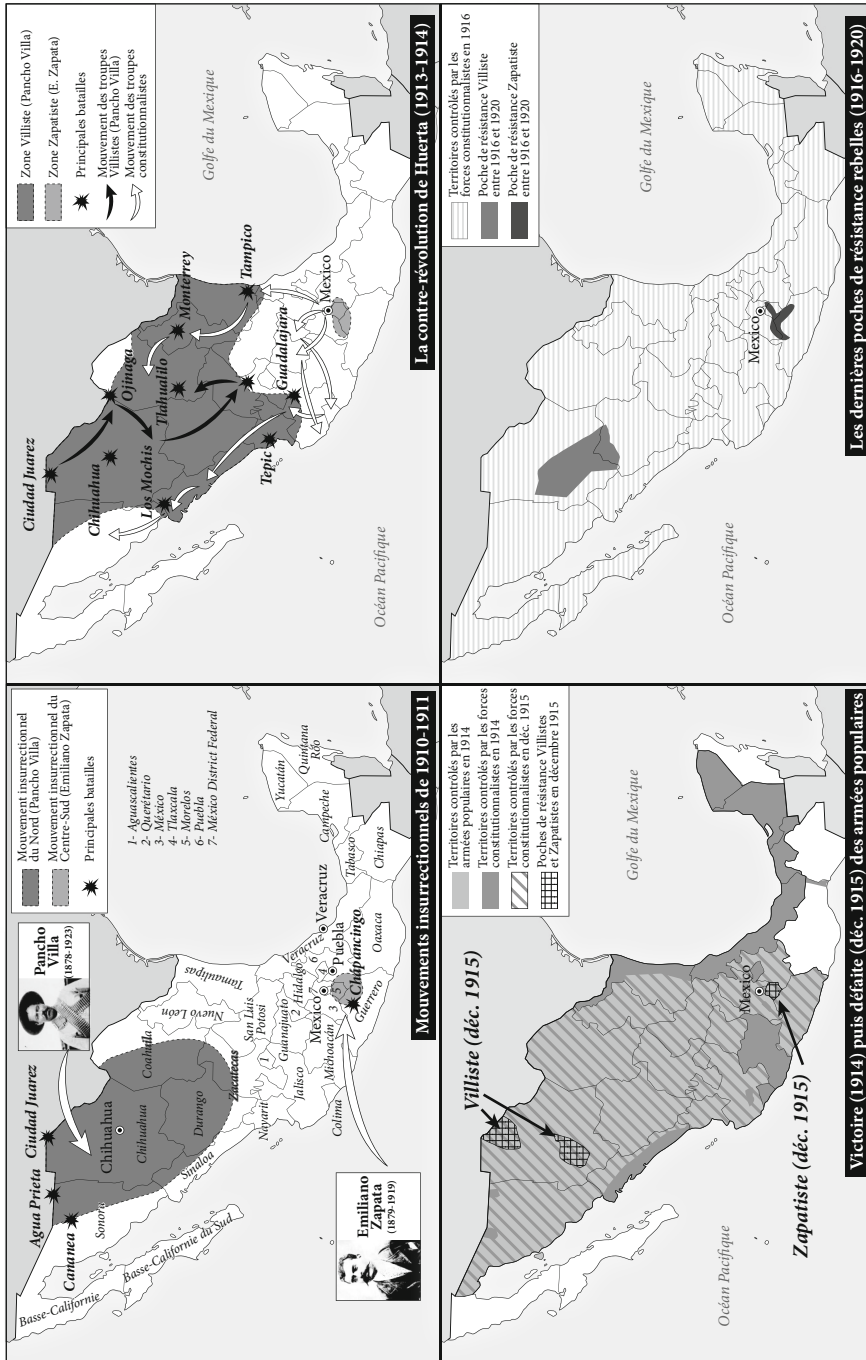 Mouvement insurrectionnel
du Nord (Pancho Villa)
Mouvement insurrectionnel du
Centre-Sud (Emiliano Zapata)
Principales batailles
1- Aguascalientes
2- Querétario
3- México
4- Tlaxcala
5- Morelos
6- Puebla
7- México District Federal
Pancho
Villa
(1878-1923)
Emiliano
Zapata
(1879-1919)
Agua Prieta
Ciudad Juarez
Cananea
Chihuahua
Basse-Californie
Basse-Californie du Sud
Sonora
Chihuahua
Coahuila
Durango
Sinaloa
Nuevo León
Tamaulipas
Zacatecas
San Luis
Potosi
Nayarit
1
Jalisco
Guanajuato
2
Hidalgo
Veracruz
Colima
Michoacán
3
Mexico
7
4
5
6
Puebla
Veracruz
Chapancingo
Guerrero
Oaxaca
Tabasco
Chiapas
Campeche
Yucatán
Quintana
Roo
Mouvements insurrectionnels de 1910-1911
Zone Villiste (Pancho Villa)
Zone Zapatiste (E. Zapata)
Principales batailles
Mouvement des troupes
Villistes (Pancho Villa)
Mouvement des troupes
constitutionnalistes
Ciudad Juarez
Chihuahua
Ojinaga
Los Mochis
Tlahualilo
Monterrey
Tampico
Tepic
Guadalajara
Mexico
Golfe du Mexique
Océan Pacifique
La contre-révolution de Huerta (1913-1914)
Territoires contrôlés par les
armées populaires en 1914
Territoires contrôlés par les forces
constitutionnalistes en 1914
Territoires contrôlés par les forces
constitutionnalistes en déc. 1915
Poches de résistance Villistes
et Zapatistes en décembre 1915
Villiste (déc. 1915)
Zapatiste (déc. 1915)
Mexico
Golfe du Mexique
Océan Pacifique
Victoire (1914) puis défaite (déc. 1915) des armées populaires
Territoires contrôlés par les
forces constitutionnalistes en 1916
Poche de résistance Villiste
entre 1916 et 1920
Poche de résistance Zapatiste
entre 1916 et 1920
Mexico
Golfe du Mexique
Océan Pacifique
Les dernières poches de résistance rebelles (1916-1920)